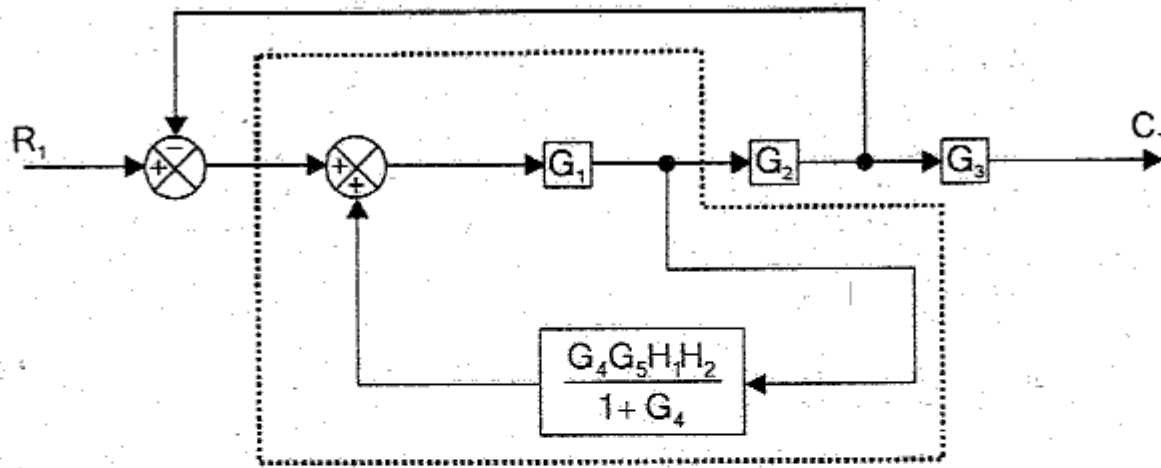 R₁
+
−
+
+
G₁
G₂
G₃
G₄G₅H₁H₂
1 + G₄